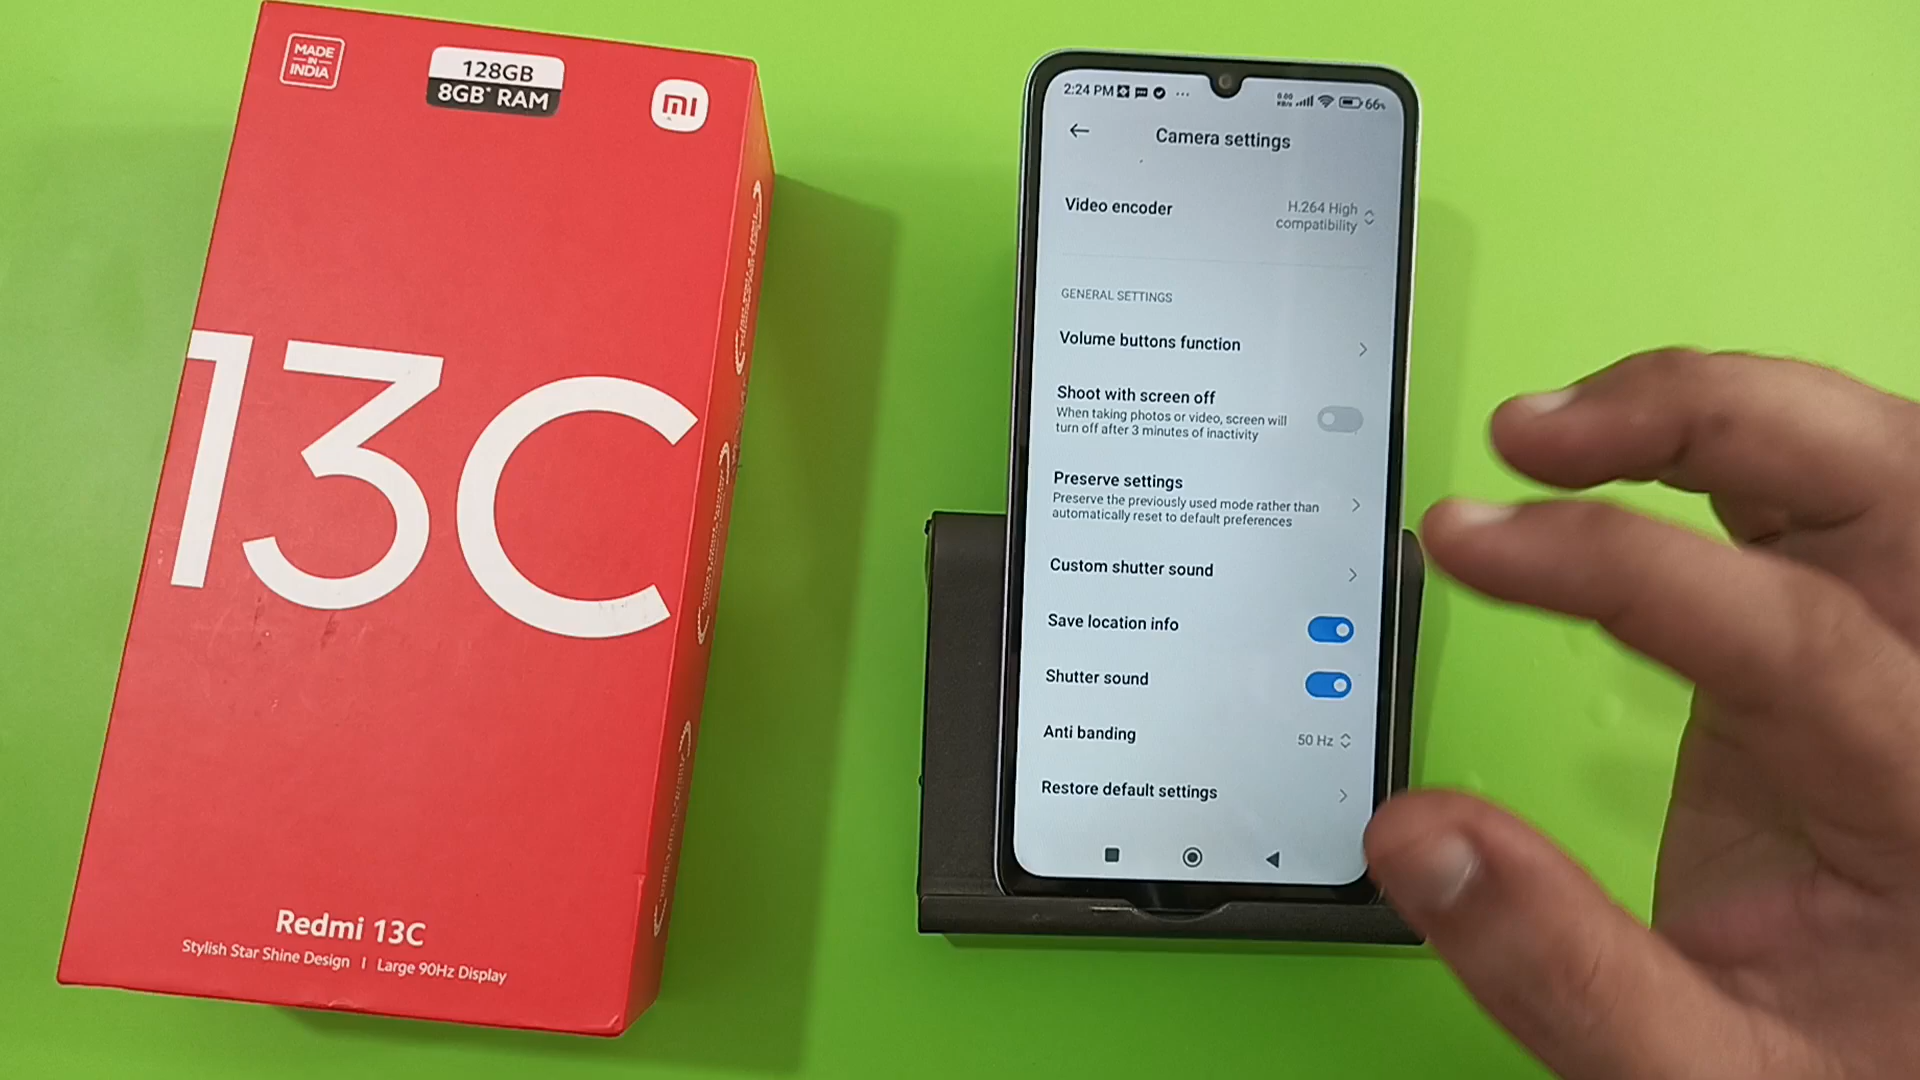 MADE
IN
INDIA
128GB
8GB* RAM
mi
13C
Redmi 13C
Stylish Star Shine Design | Large 90Hz Display
2:24 PM
0.00
KB/s
66%
Camera settings
Video encoder
H.264 High
compatibility
GENERAL SETTINGS
Volume buttons function
Shoot with screen off
When taking photos or video, screen will
turn off after 3 minutes of inactivity
Preserve settings
Preserve the previously used mode rather than
automatically reset to default preferences
Custom shutter sound
Save location info
Shutter sound
Anti banding
50 Hz
Restore default settings